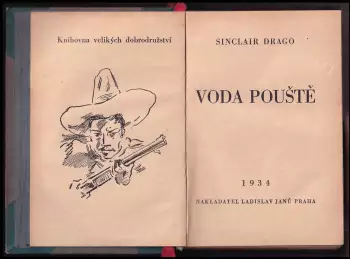 Knihovna velikých dobrodružství
SINCLAIR DRAGO
VODA POUŠTĚ
1934
NAKLADATEL LADISLAV JANŮ PRAHA